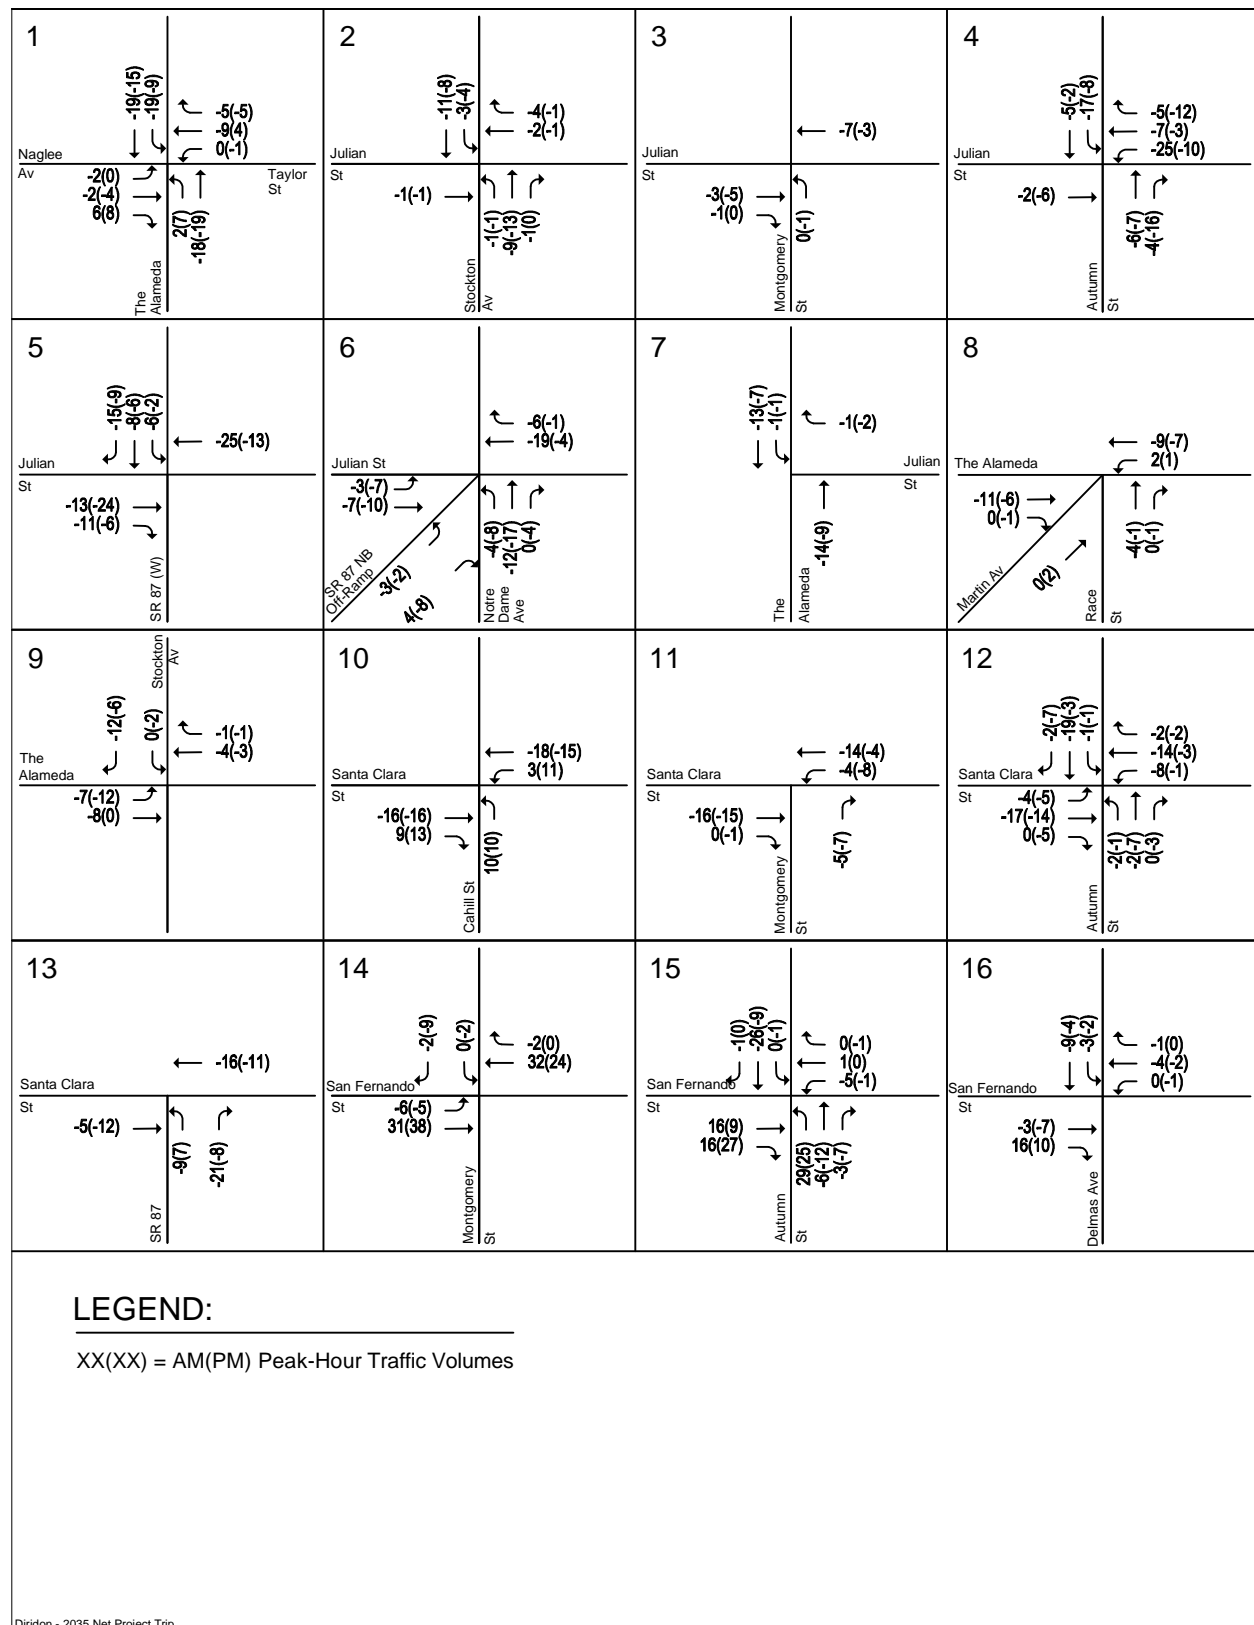 1
-19(-15)
-19(-9)
-5(-5)
-9(4)
0(-1)
Naglee
Av
Taylor
St
-2(0)
-2(-4)
6(8)
2(7)
-18(-19)
The
Alameda
2
-11(-8)
-3(-4)
-4(-1)
-2(-1)
Julian
St
-1(-1)
-1(-1)
-9(-13)
-1(0)
Stockton
Av
3
-7(-3)
Julian
St
-3(-5)
-1(0)
0(-1)
Montgomery
St
4
-5(-2)
-17(-8)
-5(-12)
-7(-3)
-25(-10)
Julian
St
-2(-6)
-6(-7)
-4(-16)
Autumn
St
5
-15(-9)
-8(-6)
-6(-2)
-25(-13)
Julian
St
-13(-24)
-11(-6)
SR 87 (W)
6
-6(-1)
-19(-4)
Julian St
-3(-7)
-7(-10)
-4(-8)
-12(-17)
0(-4)
SR 87 NB
Off-Ramp
-3(-2)
4(-8)
Notre
Dame
Ave
7
-13(-7)
-1(-1)
-1(-2)
Julian
St
-14(-9)
The
Alameda
8
-9(-7)
2(1)
The Alameda
-11(-6)
0(-1)
-4(-1)
0(-1)
0(2)
Martin Av
Race
St
9
Stockton
Av
-12(-6)
0(-2)
-1(-1)
-4(-3)
The
Alameda
-7(-12)
-8(0)
10
-18(-15)
3(11)
Santa Clara
St
-16(-16)
9(13)
10(10)
Cahill St
11
-14(-4)
-4(-8)
Santa Clara
St
-16(-15)
0(-1)
-5(-7)
Montgomery
St
12
-2(-7)
-19(-3)
-1(-1)
-2(-2)
-14(-3)
-8(-1)
Santa Clara
St
-4(-5)
-17(-14)
0(-5)
-2(-1)
-2(-7)
0(-3)
Autumn
St
13
-16(-11)
Santa Clara
St
-5(-12)
-9(7)
-21(-8)
SR 87
14
-2(-9)
0(-2)
-2(0)
32(24)
San Fernando
St
-6(-5)
31(38)
Montgomery
St
15
-1(0)
-26(-9)
0(-1)
0(-1)
1(0)
-5(-1)
San Fernando
St
16(9)
16(27)
29(25)
-6(-12)
-3(-7)
Autumn
St
16
-9(-4)
-3(-2)
-1(0)
-4(-2)
0(-1)
San Fernando
St
-3(-7)
16(10)
Delmas Ave
LEGEND:
XX(XX) = AM(PM) Peak-Hour Traffic Volumes
Diridon - 2035 Net Project Trip